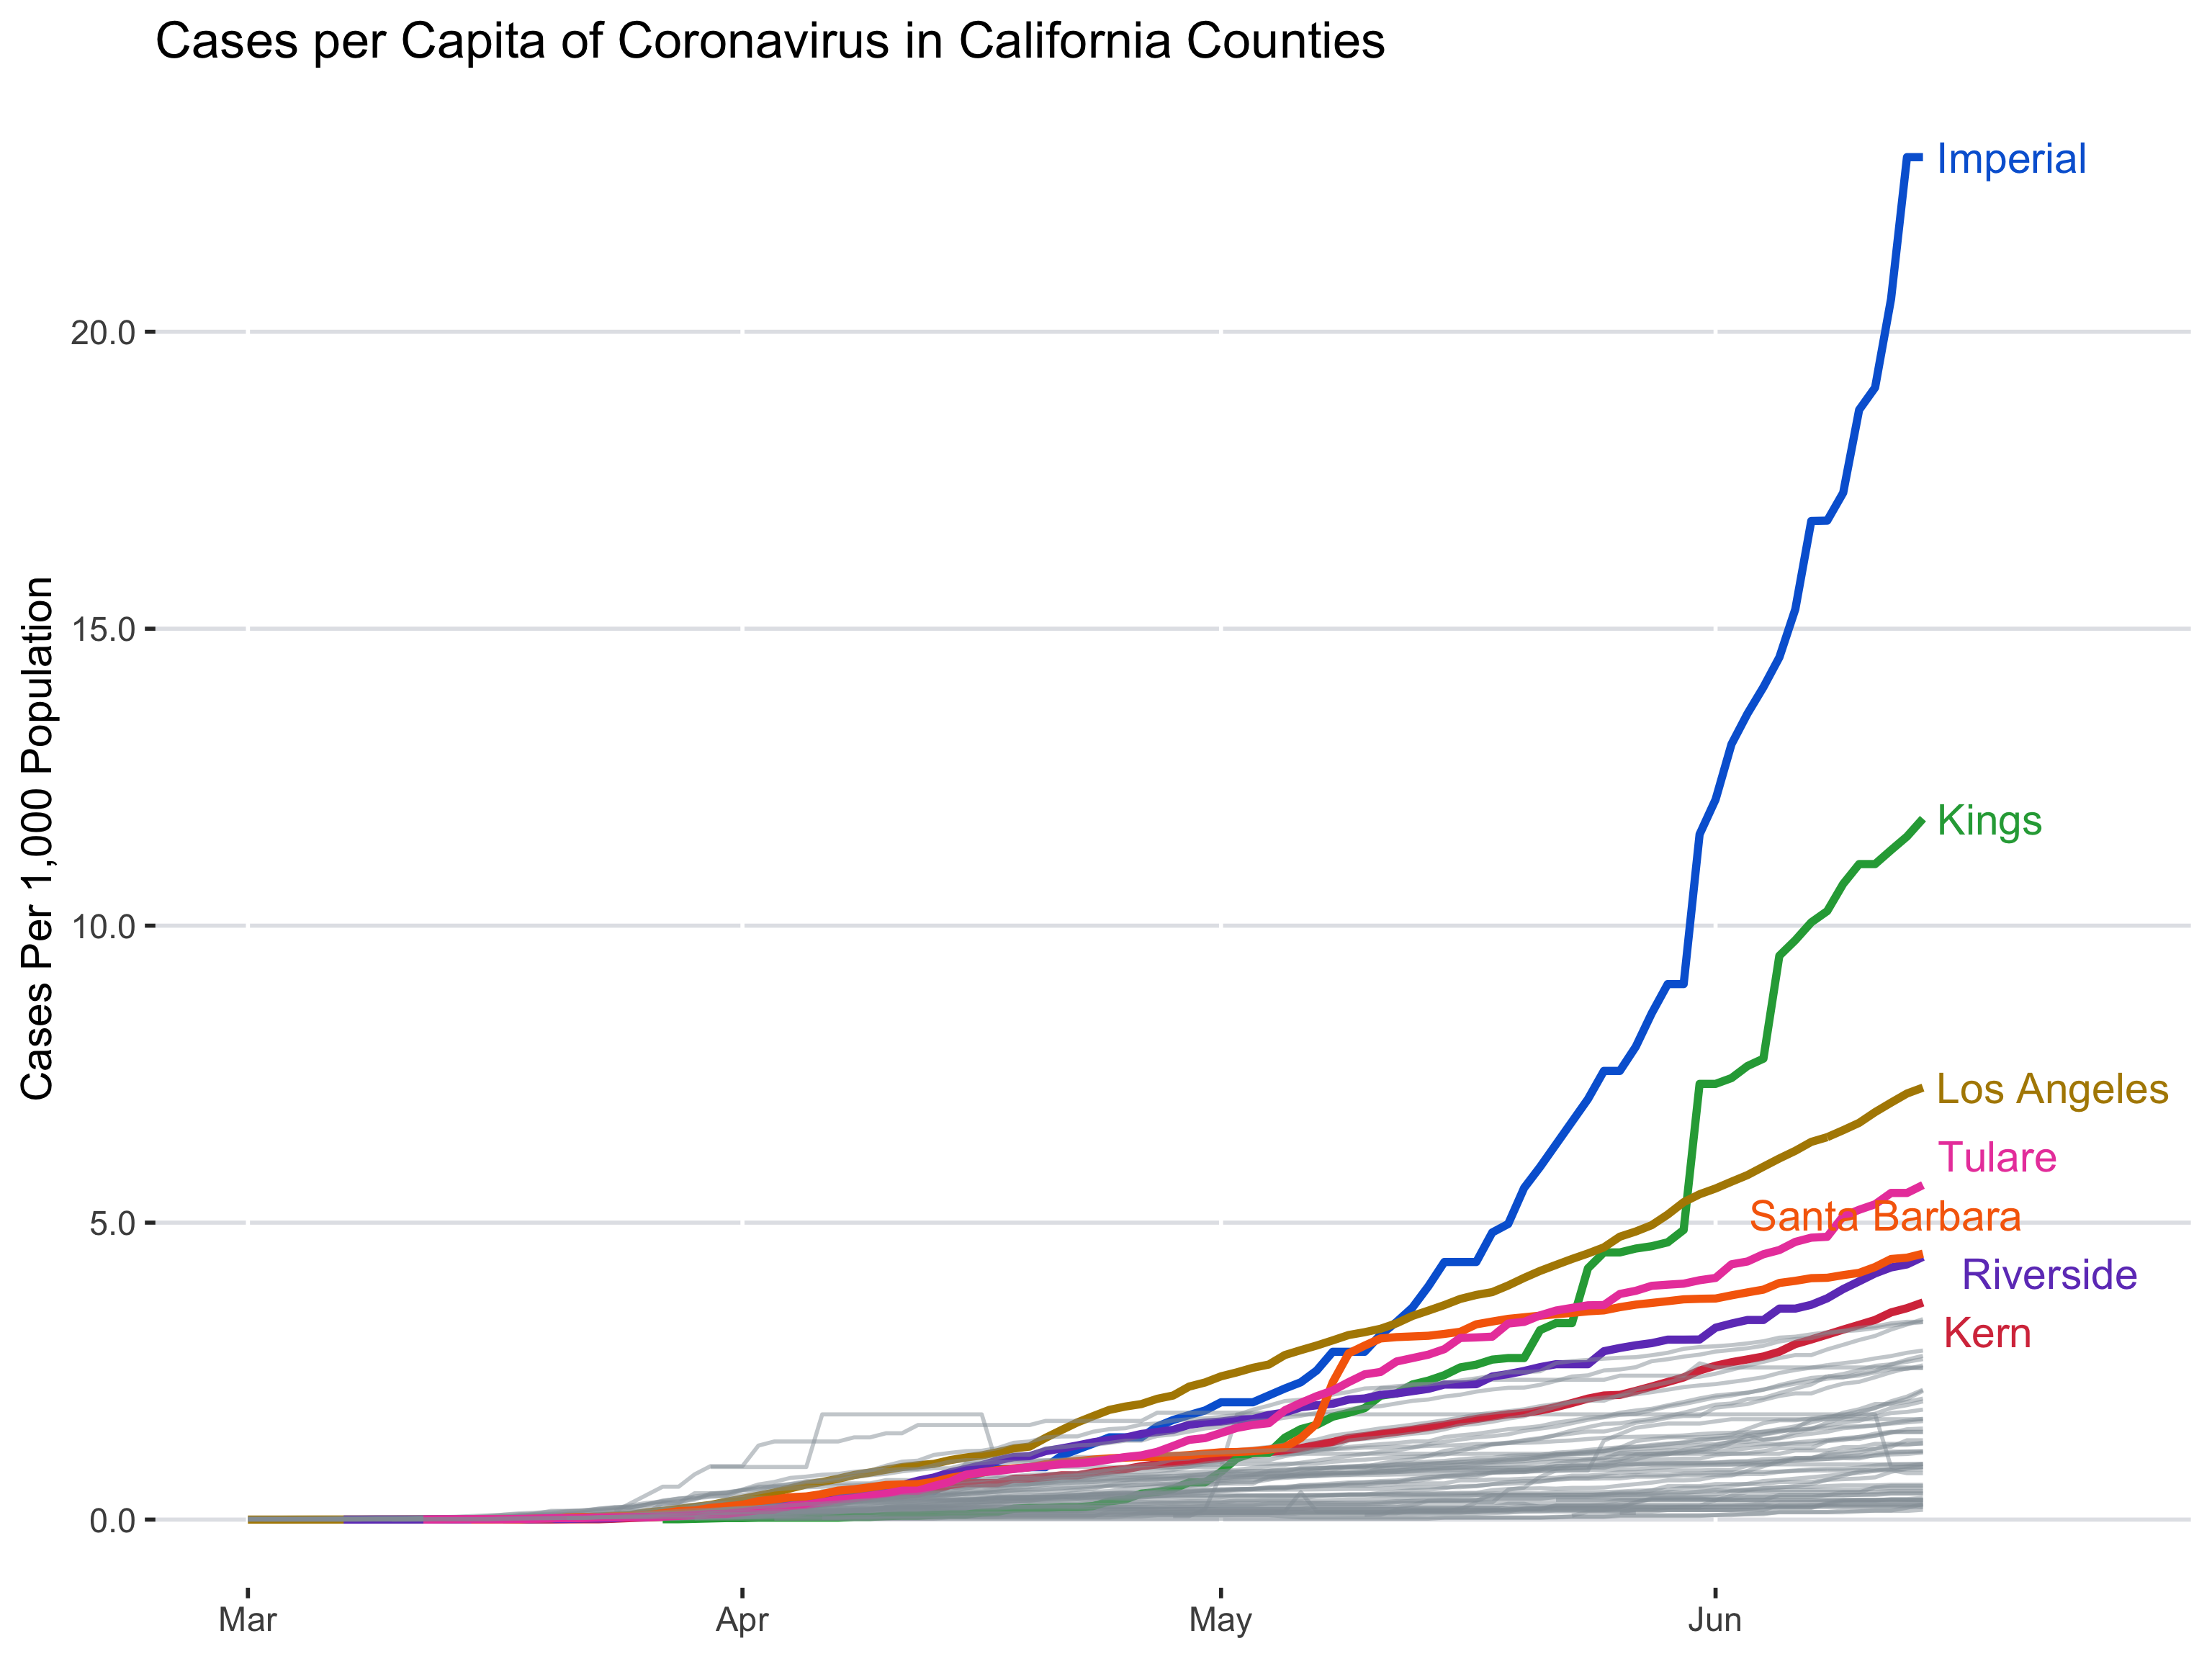 Cases per Capita of Coronavirus in California Counties
Cases Per 1,000 Population
20.0
15.0
10.0
5.0
0.0
Imperial
Kings
Los Angeles
Tulare
Santa Barbara
Riverside
Kern
Mar
Apr
May
Jun